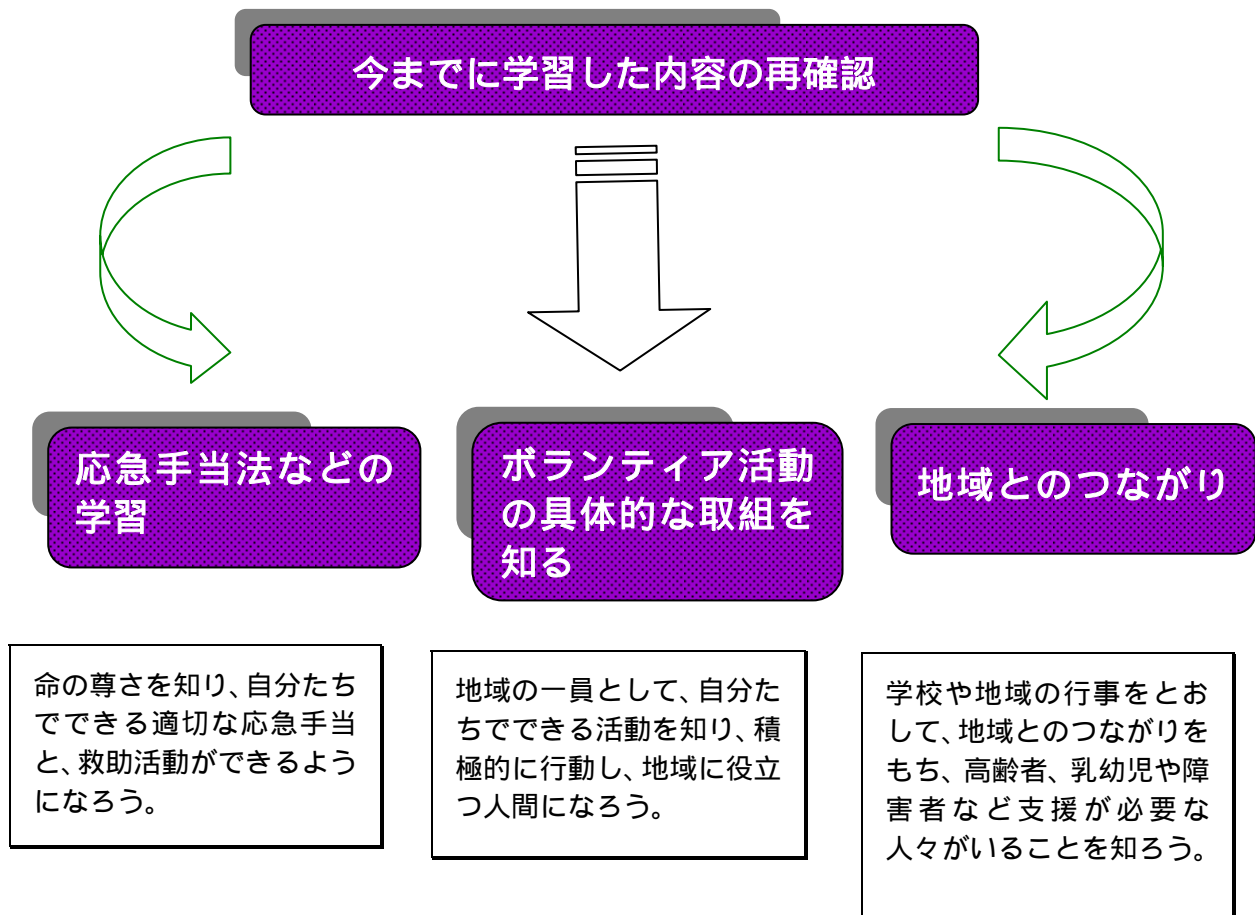 今までに学習した内容の再確認
応急手当法などの
学習
ボランティア活動
の具体的な取組を
知る
地域とのつながり
命の尊さを知り、自分たち
でできる適切な応急手当
と、救助活動ができるよう
になろう。
地域の一員として、自分た
ちでできる活動を知り、積
極的に行動し、地域に役立
つ人間になろう。
学校や地域の行事をとお
して、地域とのつながりを
もち、高齢者、乳幼児や障
害者など支援が必要な
人々がいることを知ろう。